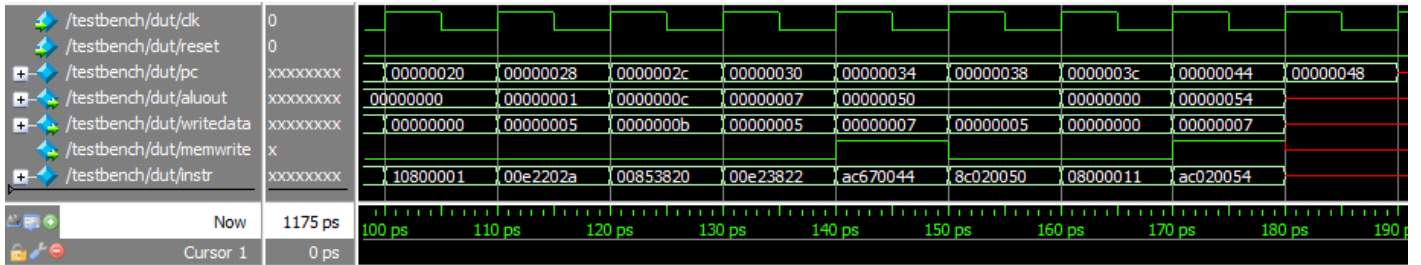 /testbench/dut/clk 0
/testbench/dut/reset 0
/testbench/dut/pc xxxxxxxx 00000020 00000028 0000002c 00000030 00000034 00000038 0000003c 00000044 00000048
/testbench/dut/aluout xxxxxxxx 00000000 00000001 0000000c 00000007 00000050 00000000 00000054
/testbench/dut/writedata xxxxxxxx 00000000 00000005 0000000b 00000005 00000007 00000005 00000000 00000007
/testbench/dut/memwrite x
/testbench/dut/instr xxxxxxxx 10800001 00e2202a 00853820 00e23822 ac670044 8c020050 08000011 ac020054
Now 1175 ps
100 ps 110 ps 120 ps 130 ps 140 ps 150 ps 160 ps 170 ps 180 ps 190 p
Cursor 1 0 ps